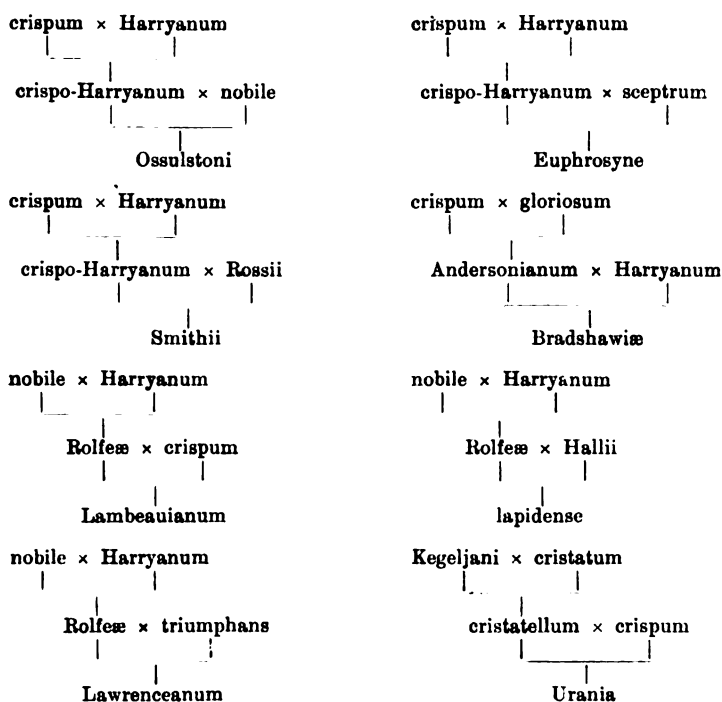 crispum × Harryanum
crispo-Harryanum × nobile
Ossulstoni
crispum × Harryanum
crispo-Harryanum × sceptrum
Euphrosyne
crispum × Harryanum
crispo-Harryanum × Rossii
Smithii
crispum × gloriosum
Andersonianum × Harryanum
Bradshawiæ
nobile × Harryanum
Rolfeæ × crispum
Lambeauianum
nobile × Harryanum
Rolfeæ × Hallii
lapidense
nobile × Harryanum
Rolfeæ × triumphans
Lawrenceanum
Kegeljani × cristatum
cristatellum × crispum
Urania